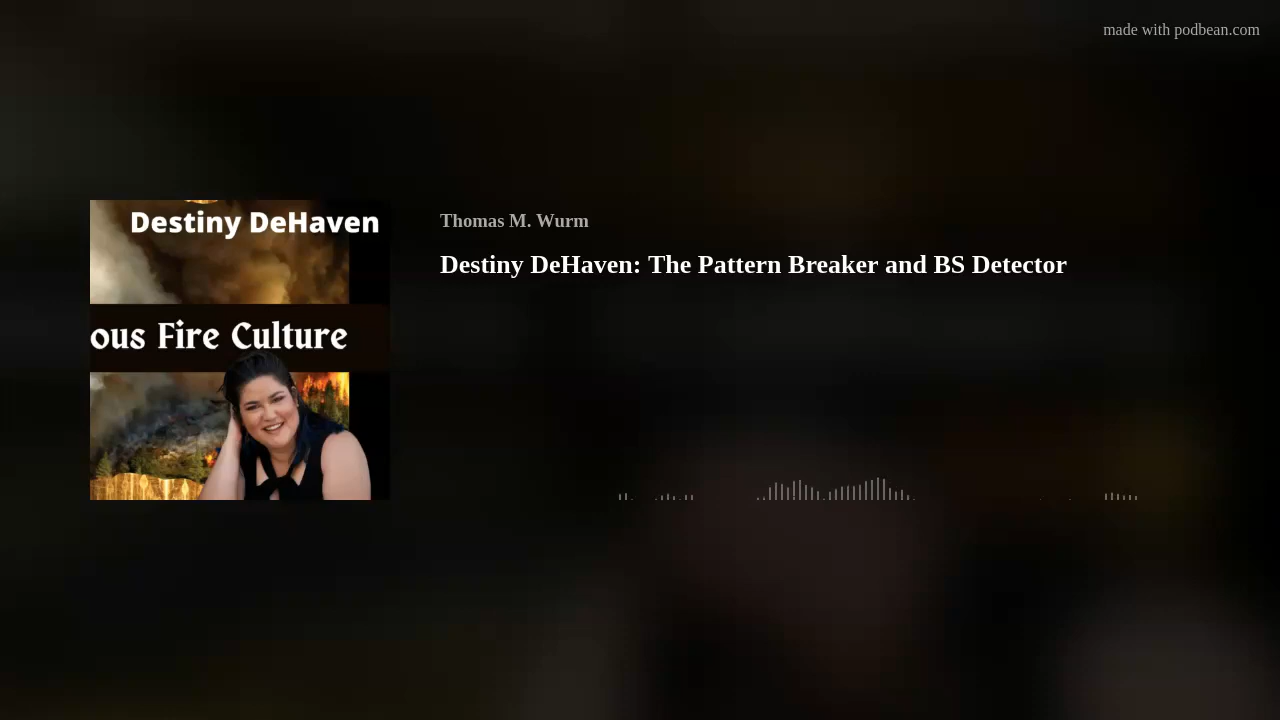 made with podbean.com
Destiny DeHaven
ous Fire Culture
Thomas M. Wurm
Destiny DeHaven: The Pattern Breaker and BS Detector